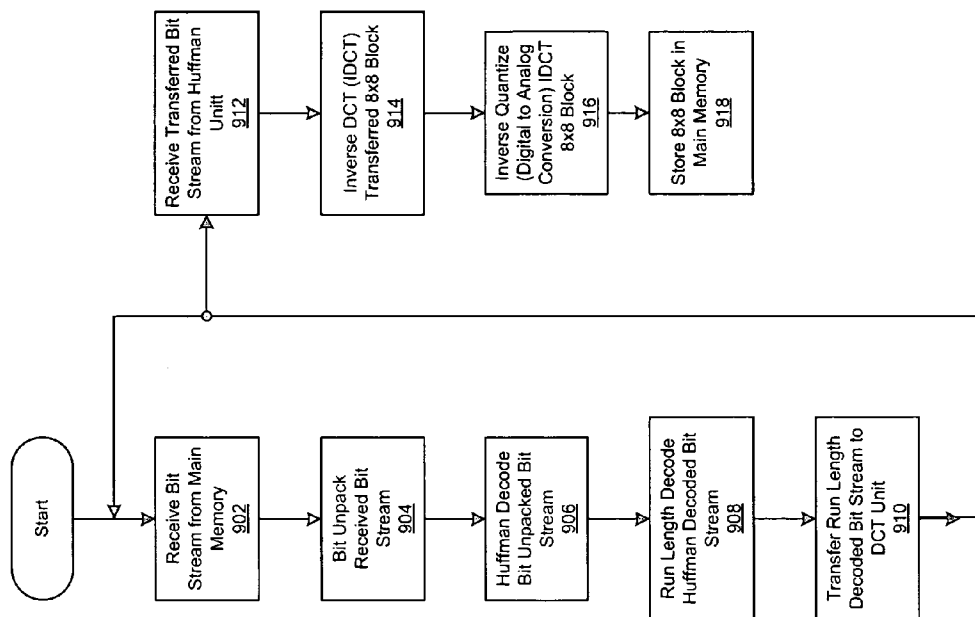 Start
Receive Bit
Stream from Main
Memory
902
Bit Unpack
Received Bit
Stream
904
Huffman Decode
Bit Unpacked Bit
Stream
906
Run Length Decode
Huffman Decoded Bit
Stream
908
Transfer Run Length
Decoded Bit Stream to
DCT Unit
910
Receive Transferred Bit
Stream from Huffman
Unitt
912
Inverse DCT (IDCT)
Transferred 8x8 Block
914
Inverse Quantize
(Digital to Analog
Conversion) IDCT
8x8 Block
916
Store 8x8 Block in
Main Memory
918